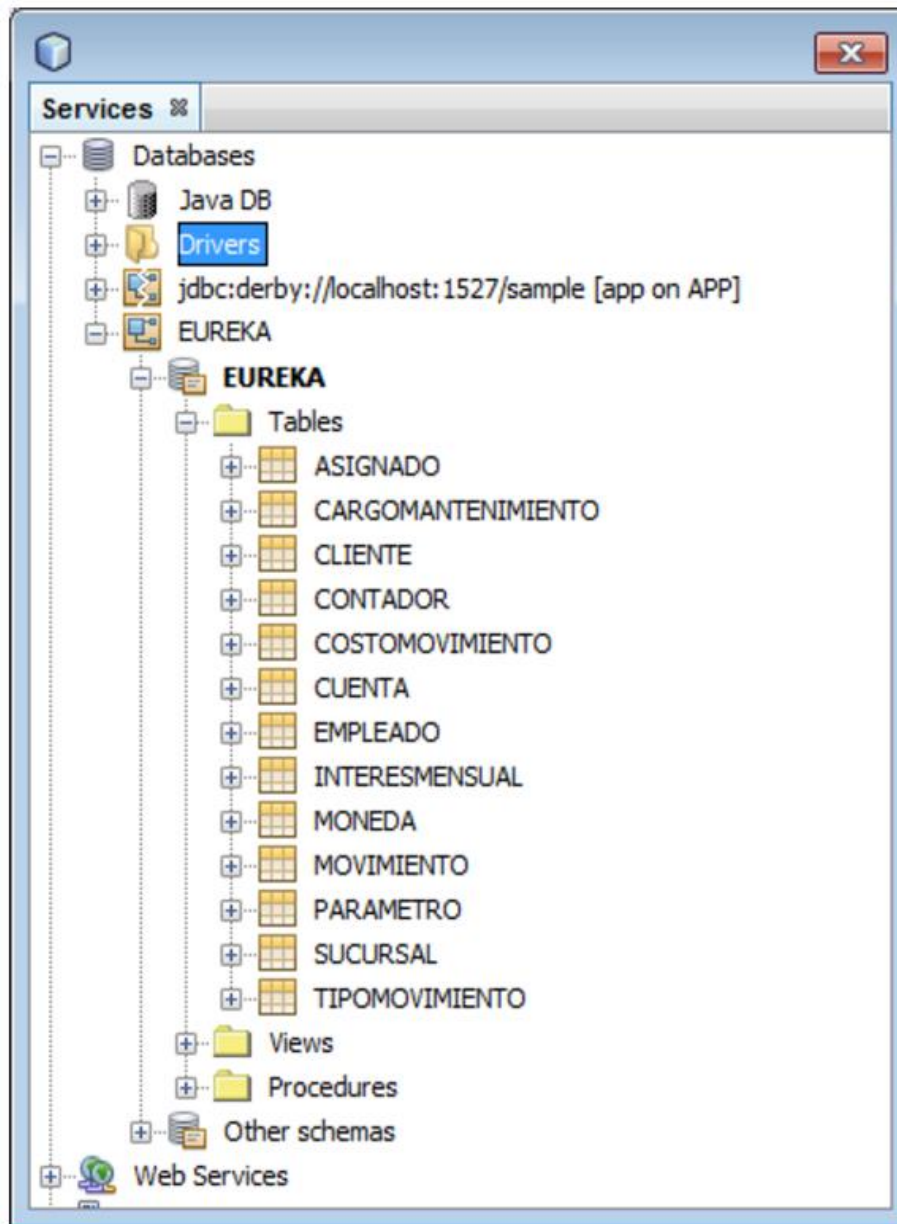 Services
Databases
Java DB
Drivers
jdbc:derby://localhost:1527/sample [app on APP]
EUREKA
EUREKA
Tables
ASIGNADO
CARGOMANTENIMIENTO
CLIENTE
CONTADOR
COSTOMOVIMIENTO
CUENTA
EMPLEADO
INTERESMENSUAL
MONEDA
MOVIMIENTO
PARAMETRO
SUCURSAL
TIPOMOVIMIENTO
Views
Procedures
Other schemas
Web Services